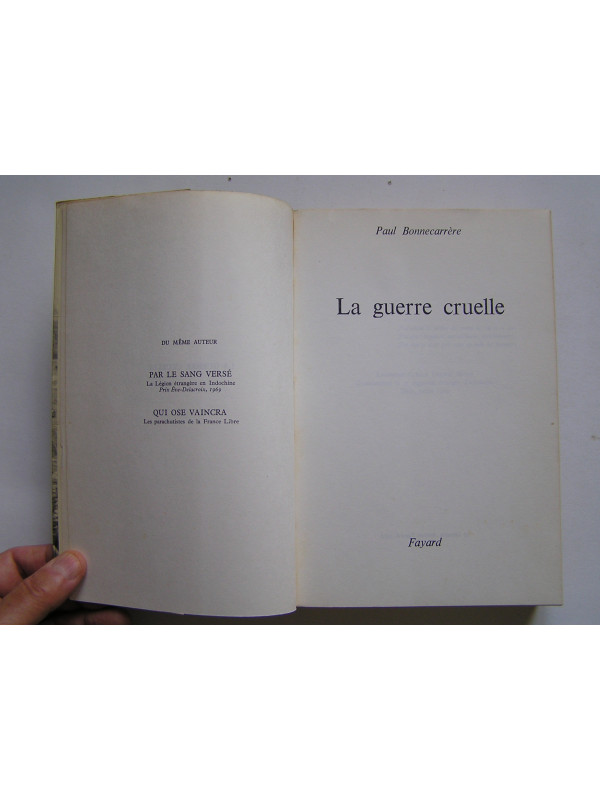 DU MÊME AUTEUR
PAR LE SANG VERSÉ
La Légion étrangère en Indochine
Prix Eve-Delacroix, 1969
QUI OSE VAINCRA
Les parachutistes de la France Libre
Paul Bonnecarrère
La guerre cruelle
Fayard